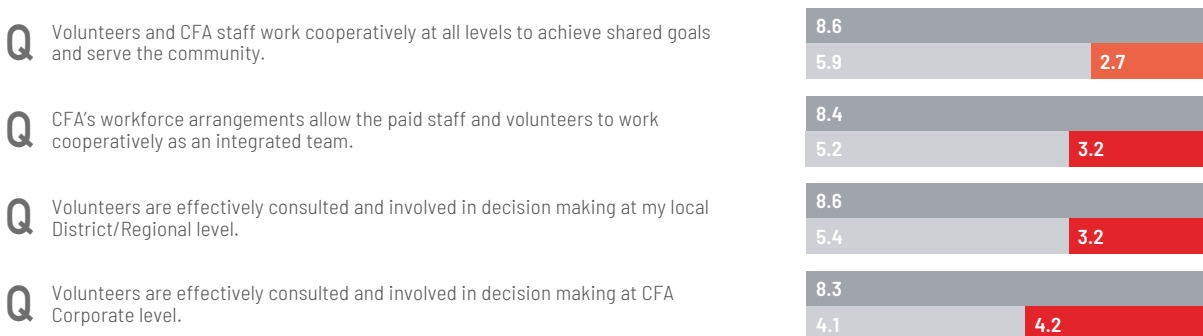 Q
Volunteers and CFA staff work cooperatively at all levels to achieve shared goals
and serve the community.
8.6
5.9
2.7
Q
CFA's workforce arrangements allow the paid staff and volunteers to work
cooperatively as an integrated team.
8.4
5.2
3.2
Q
Volunteers are effectively consulted and involved in decision making at my local
District/Regional level.
8.6
5.4
3.2
Q
Volunteers are effectively consulted and involved in decision making at CFA
Corporate level.
8.3
4.1
4.2